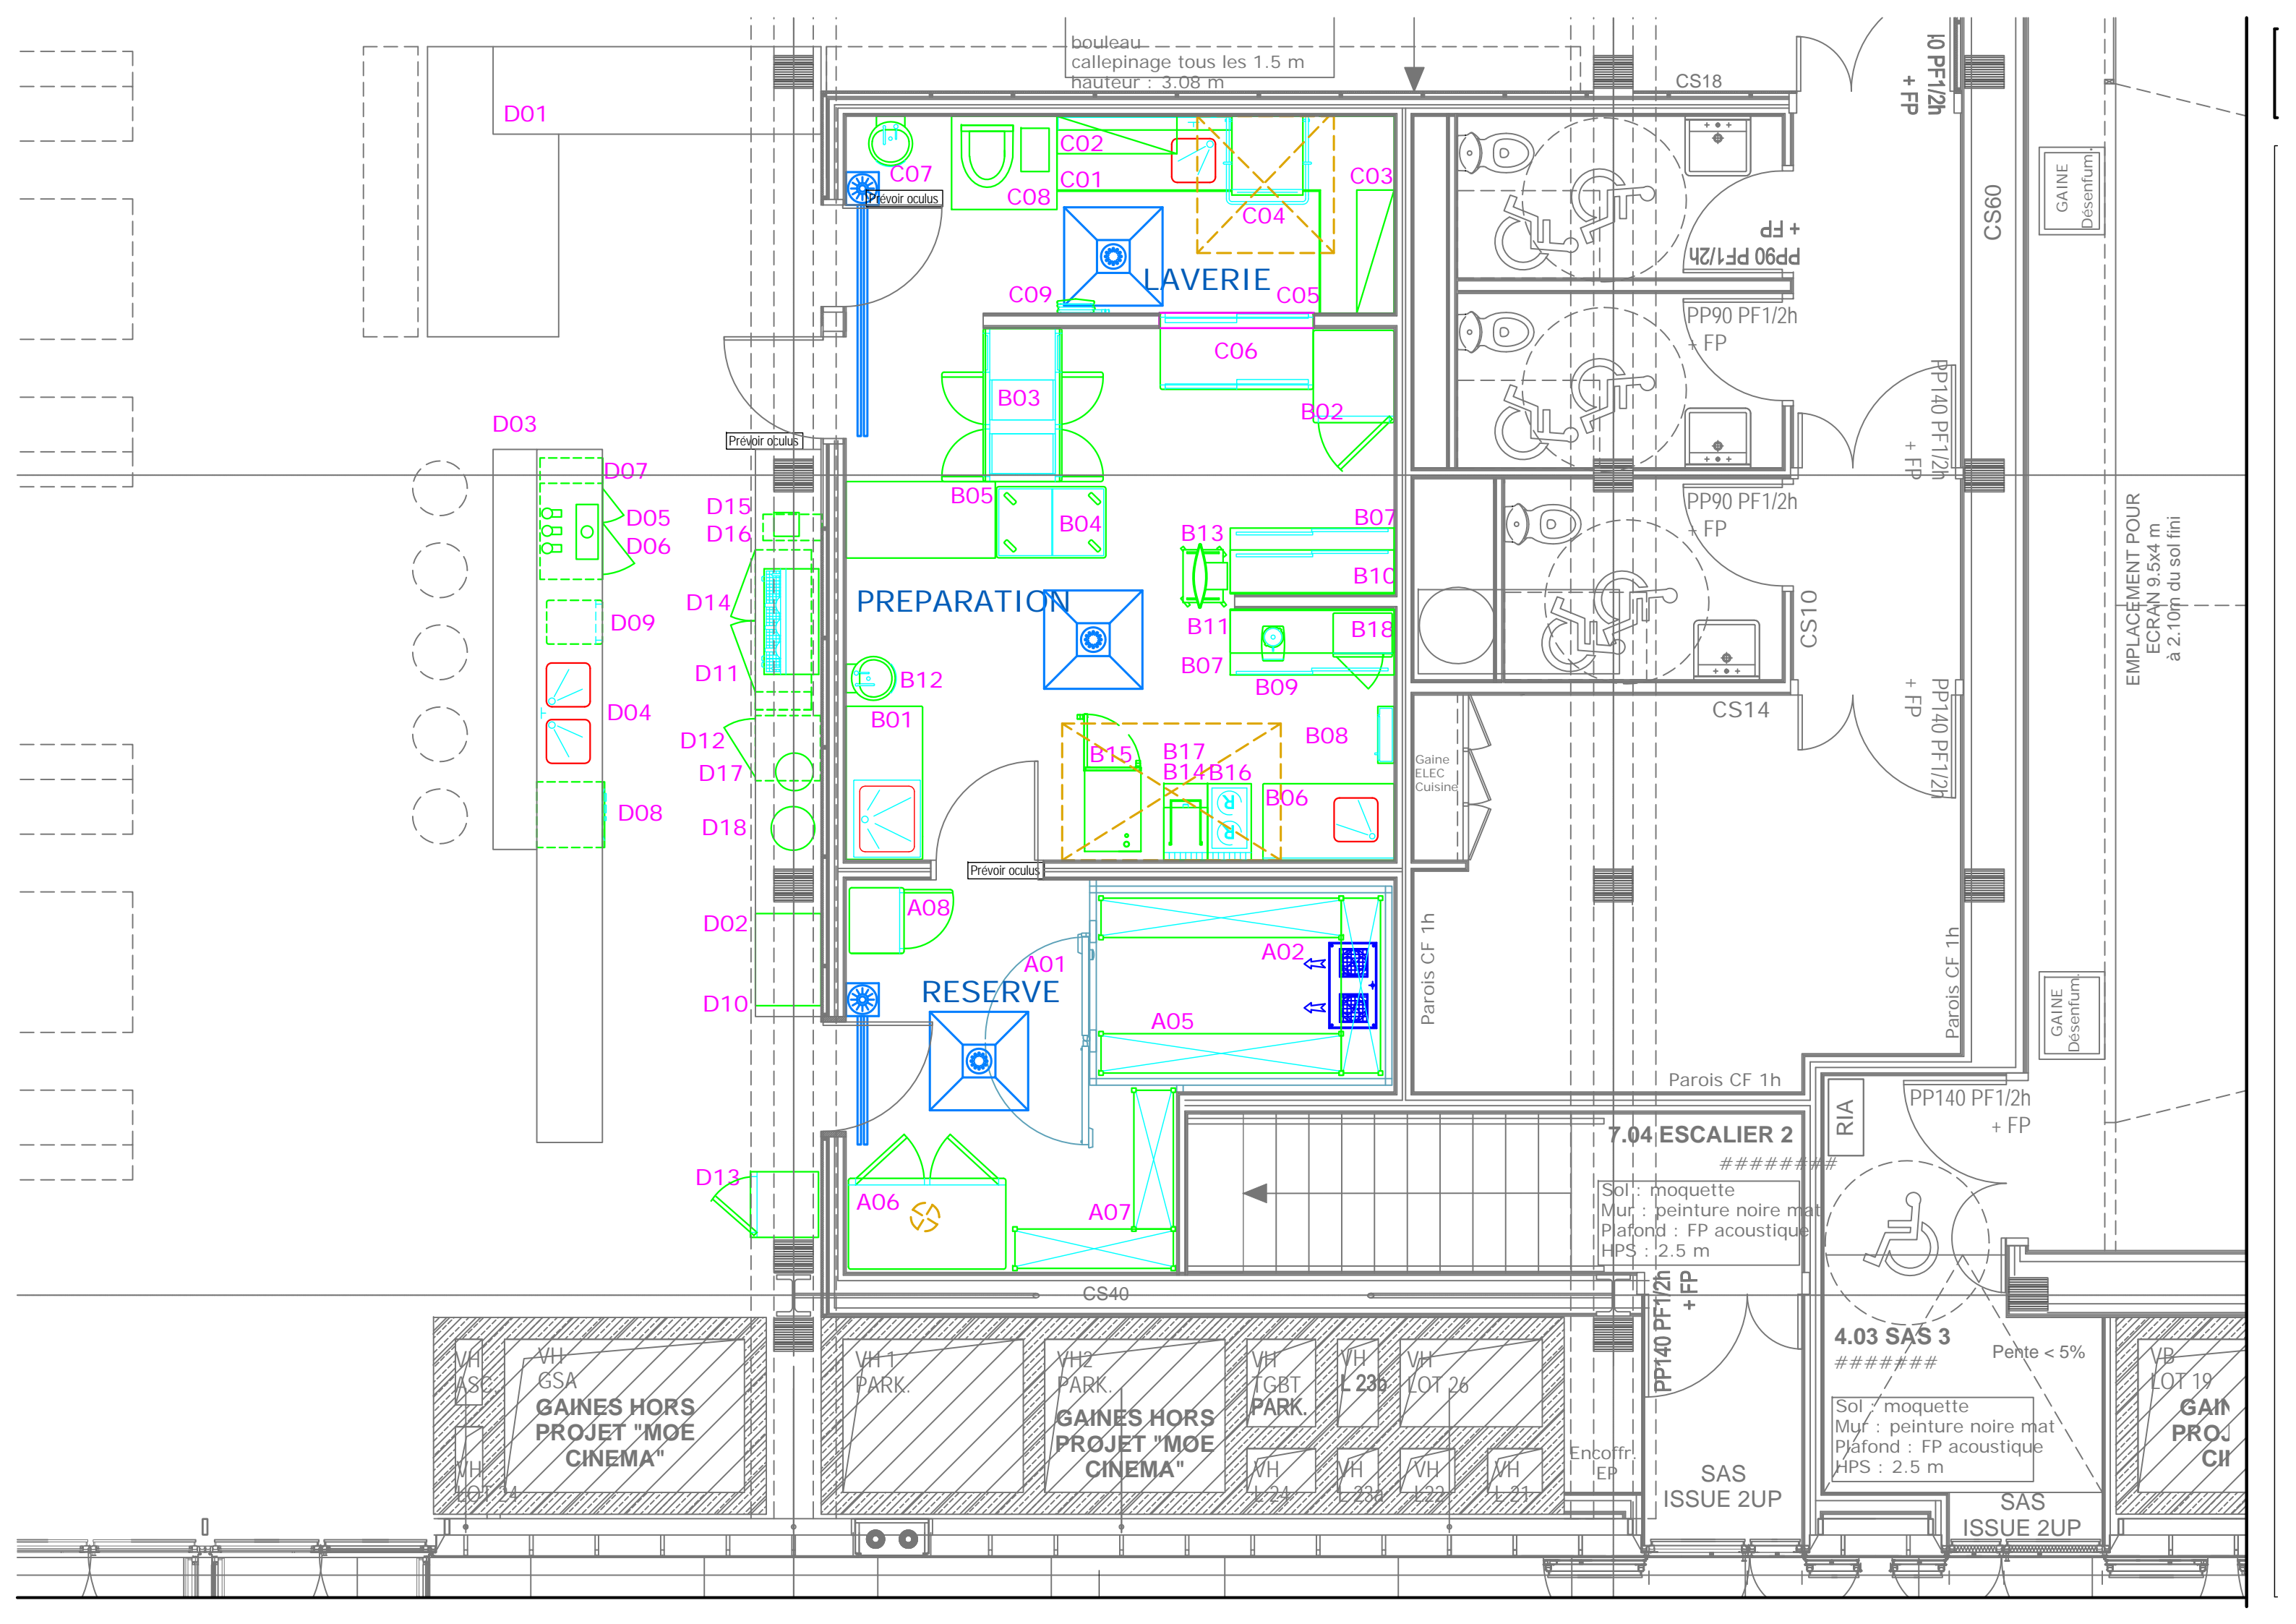 bouleau
callepinage tous les 1.5 m
hauteur : 3.08 m
CS18
PF1/2h
+ FP
D01
C02
C07
C01
C08
C03
C04
Prévoir oculus
GAINE
Désenfum.
CS60
PP90 PF1/2h
+ FP
LAVERIE
C09
C05
C06
PP90 PF1/2h
+ FP
B03
B02
PP140 PF1/2h
+ FP
D03
Prévoir oculus
D07
D05
D06
D15
D16
B05
B04
B07
B13
B10
PP90 PF1/2h
+ FP
EMPLACEMENT POUR
ECRAN 9.5x4 m
à 2.10m du sol fini
D14
D09
PREPARATION
B11
B18
B07
B09
CS10
D11
B12
D04
B01
CS14
PP140 PF1/2h
+ FP
D12
D17
B08
B15
B17
B14
B16
B06
Gaine
ELEC
Cuisine
D08
D18
Prévoir oculus
A08
D02
A01
A02
Parois CF 1h
Parois CF 1h
RESERVE
D10
A05
GAINE
Désenfum.
Parois CF 1h
RIA
PP140 PF1/2h
+ FP
7.04 ESCALIER 2
########
D13
A06
A07
Sol : moquette
Mur : peinture noire mat
Plafond : FP acoustique
HPS : 2.5 m
CS40
PP140 PF1/2h
+ FP
4.03 SAS 3
#######
Pente < 5%
Sol : moquette
Mur : peinture noire mat
Plafond : FP acoustique
HPS : 2.5 m
VH
ASC.
VH
GSA
GAINES HORS
PROJET "MOE
CINEMA"
VH
LOT 24
VH 1
PARK.
VH2
PARK.
GAINES HORS
PROJET "MOE
CINEMA"
VH
TGBT
PARK.
VH
L 23b
VH
LOT 26
VH
L 24
VH
L 23a
VH
L22
VH
L 21
Encoffr.
EP
SAS
ISSUE 2UP
SAS
ISSUE 2UP
VB
LOT 19
GAIN
PROJ
CII